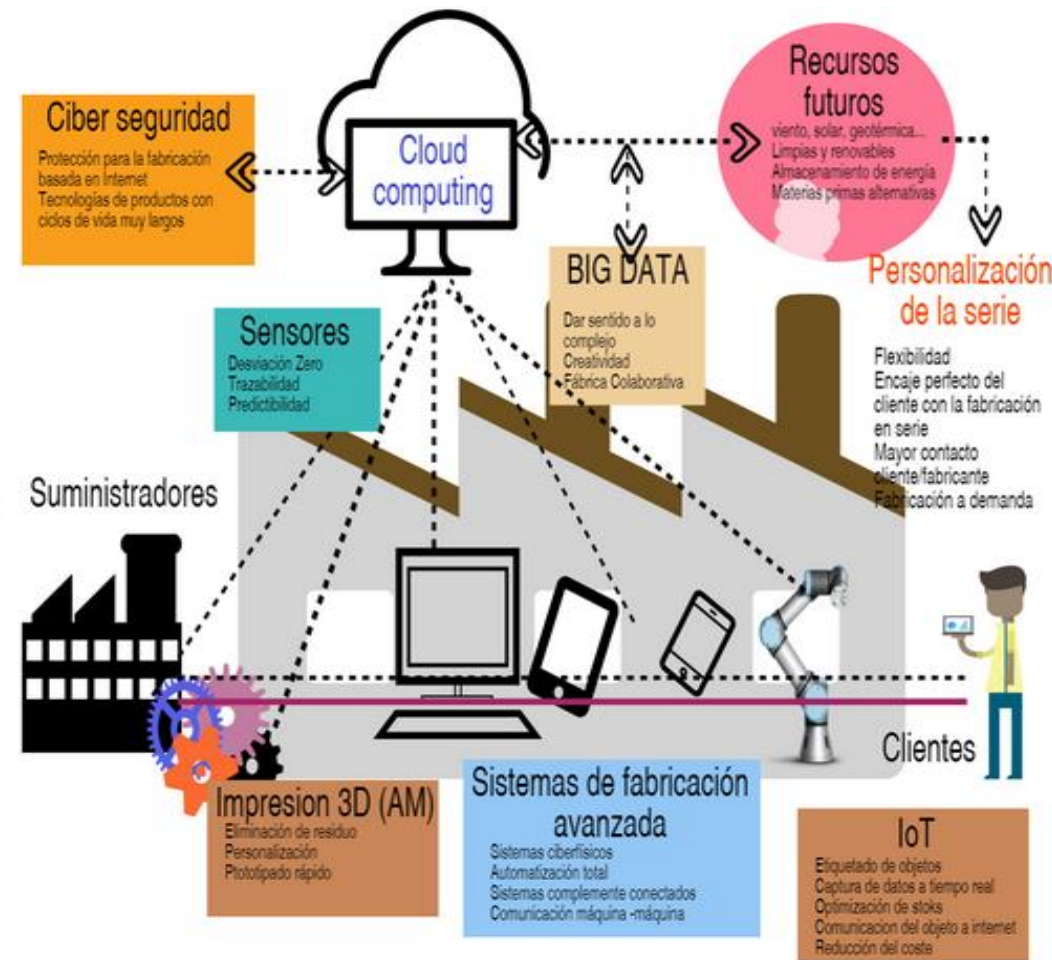 Ciber seguridad
Protección para la fabricación
basada en Internet
Tecnologías de productos con
ciclos de vida muy largos
Cloud
computing
Recursos
futuros
viento, solar, geotérmica...
Limpias y renovables
Almacenamiento de energía
Materias primas alternativas
Sensores
Desviación Zero
Trazabilidad
Predictibilidad
BIG DATA
Dar sentido a lo
complejo
Creatividad
Fábrica Colaborativa
Personalización
de la serie
Flexibilidad
Encaje perfecto del
cliente con la fabricación
en serie
Mayor contacto
cliente/fabricante
Fabricación a demanda
Suministradores
Clientes
Impresion 3D (AM)
Eliminación de residuo
Personalización
Ptototipado rápido
Sistemas de fabricación
avanzada
Sistemas ciberfísicos
Automatización total
Sistemas complemente conectados
Comunicación máquina -máquina
IoT
Etiquetado de objetos
Captura de datos a tiempo real
Optimización de stoks
Comunicacion del objeto a internet
Reducción del coste